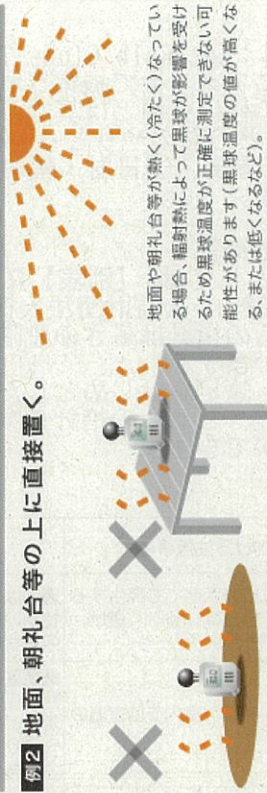 例2 地面、朝礼台等の上に直接置く。
地面や朝礼台等が熱く(冷たく)なってい
る場合、輻射熱によって黒球が影響を受け
るため黒球温度が正確に測定できない可
能性があります(黒球温度の値が高くな
る、または低くなるなど)。